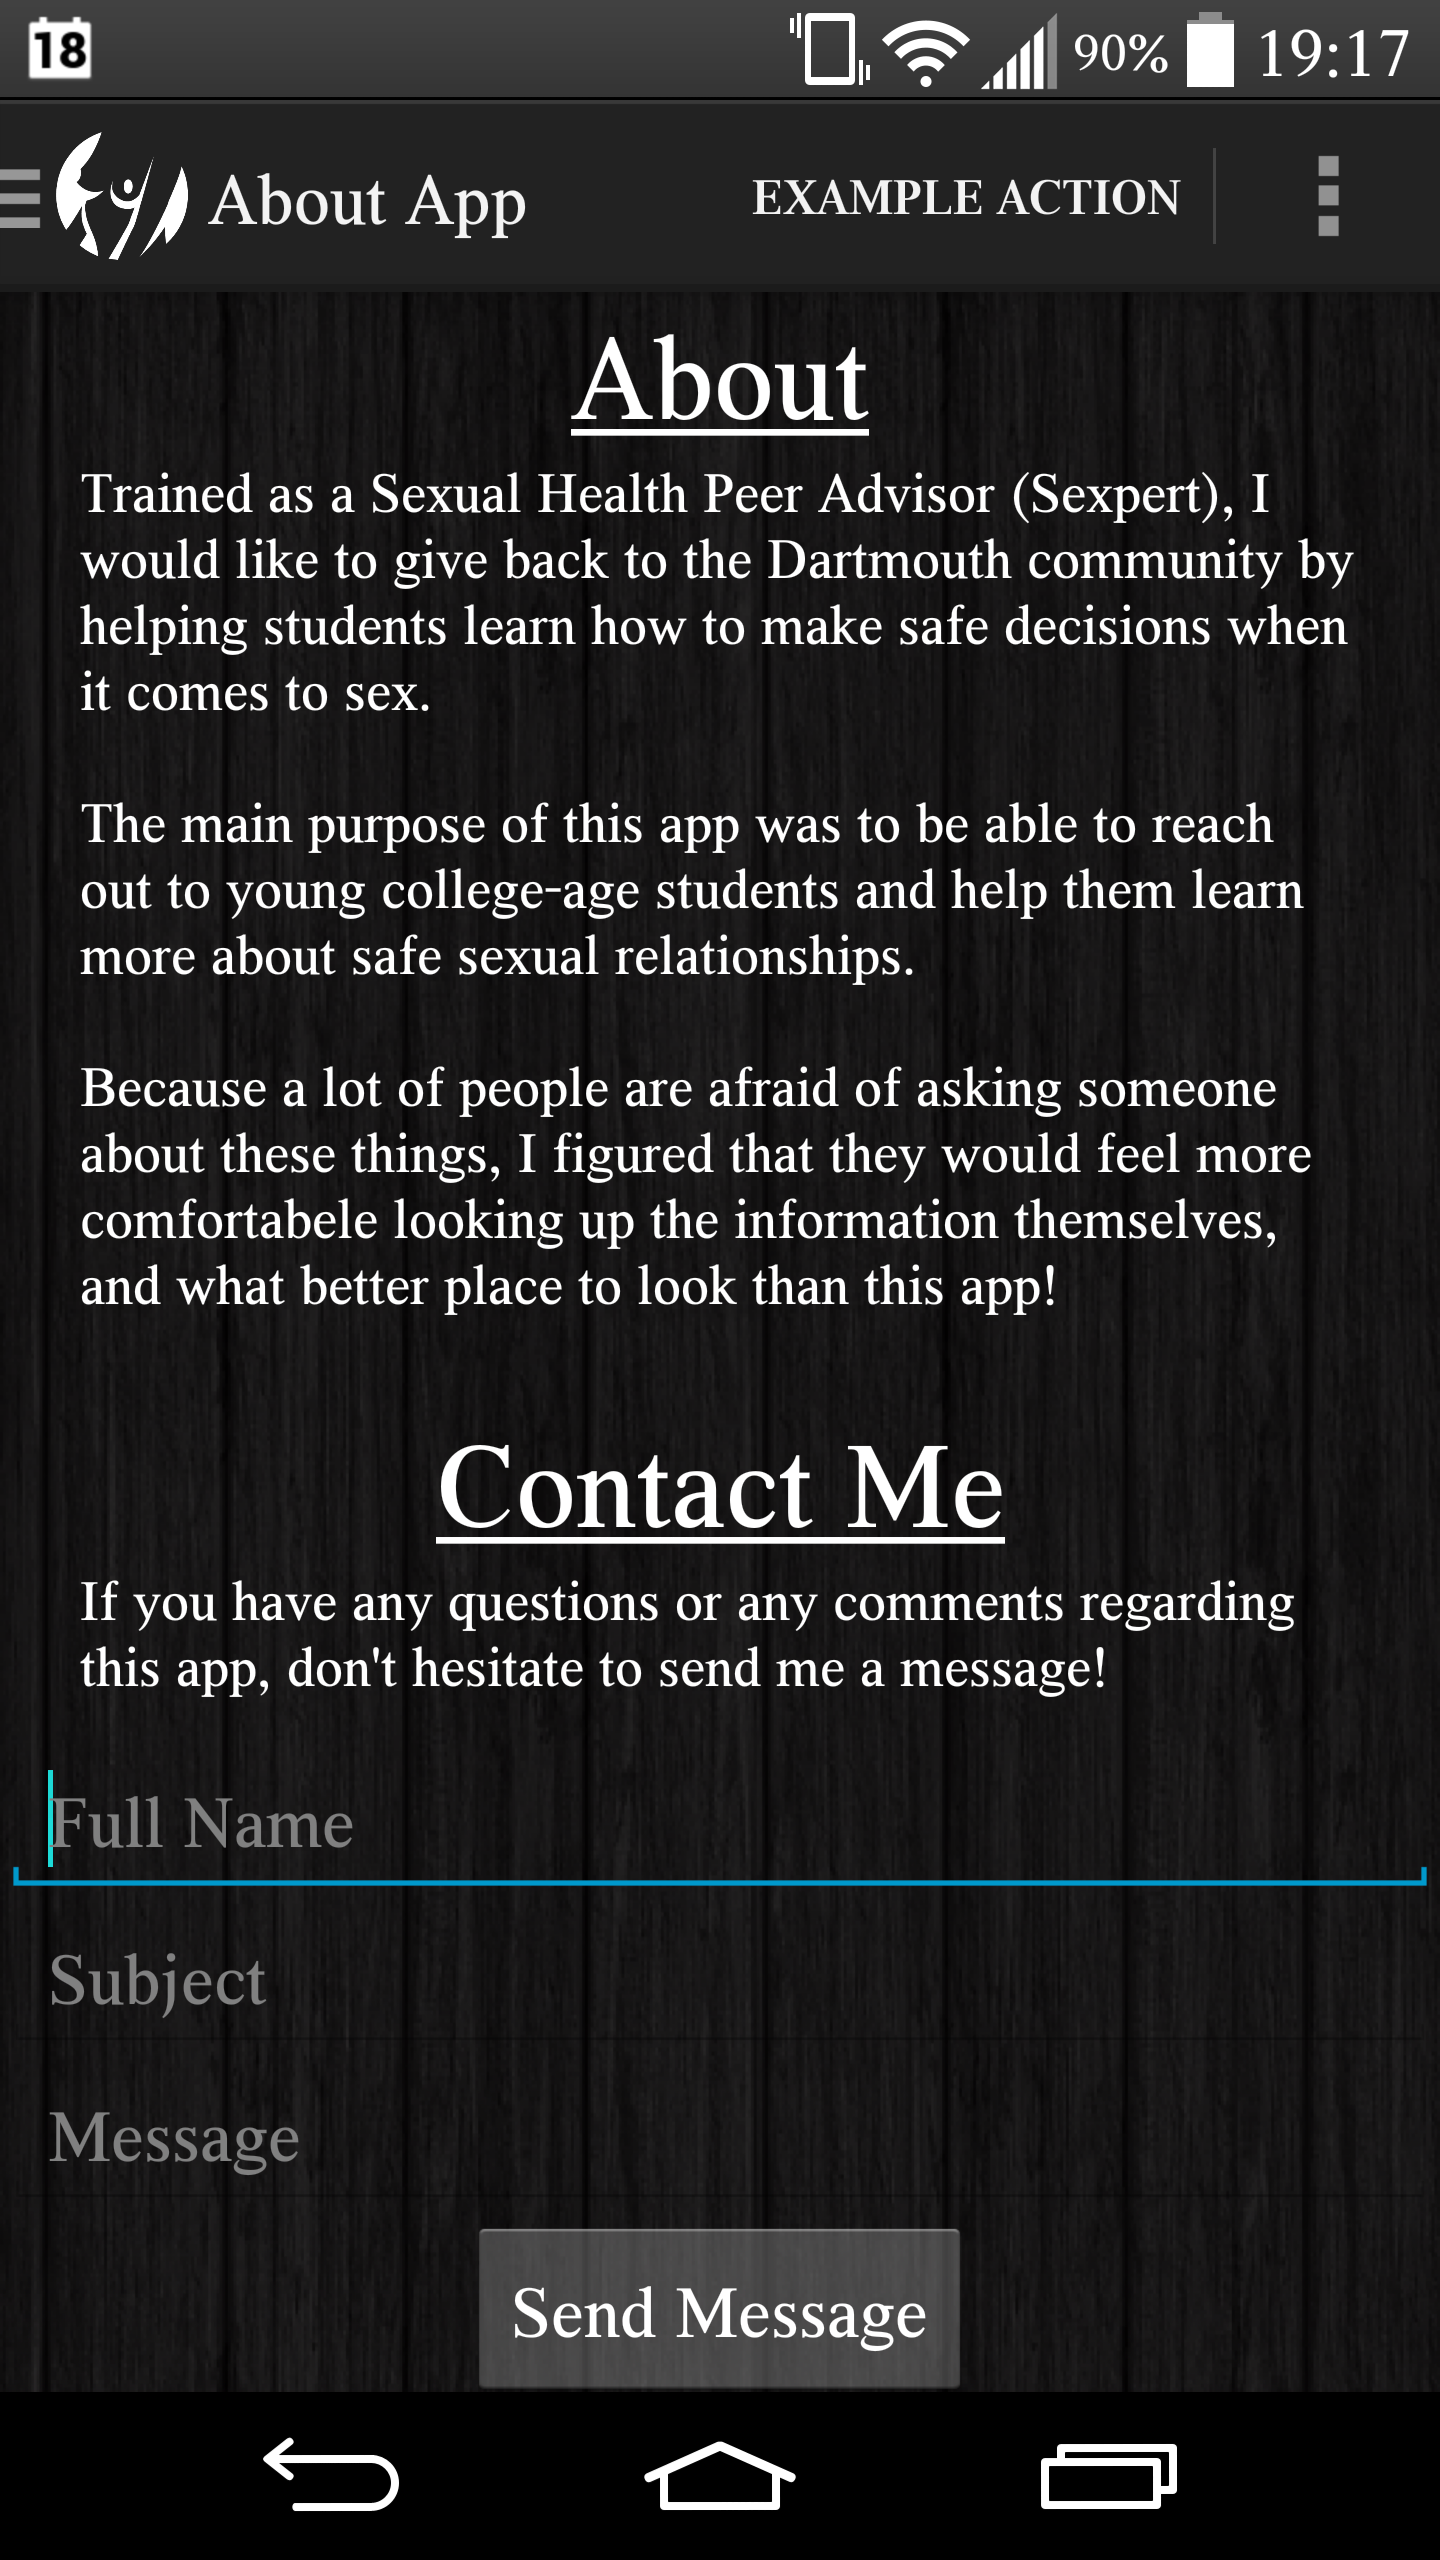 18
90%
19:17
About App
EXAMPLE ACTION
About
Trained as a Sexual Health Peer Advisor (Sexpert), I
would like to give back to the Dartmouth community by
helping students learn how to make safe decisions when
it comes to sex.
The main purpose of this app was to be able to reach
out to young college-age students and help them learn
more about safe sexual relationships.
Because a lot of people are afraid of asking someone
about these things, I figured that they would feel more
comfortabele looking up the information themselves,
and what better place to look than this app!
Contact Me
If you have any questions or any comments regarding
this app, don't hesitate to send me a message!
Full Name
Subject
Message
Send Message